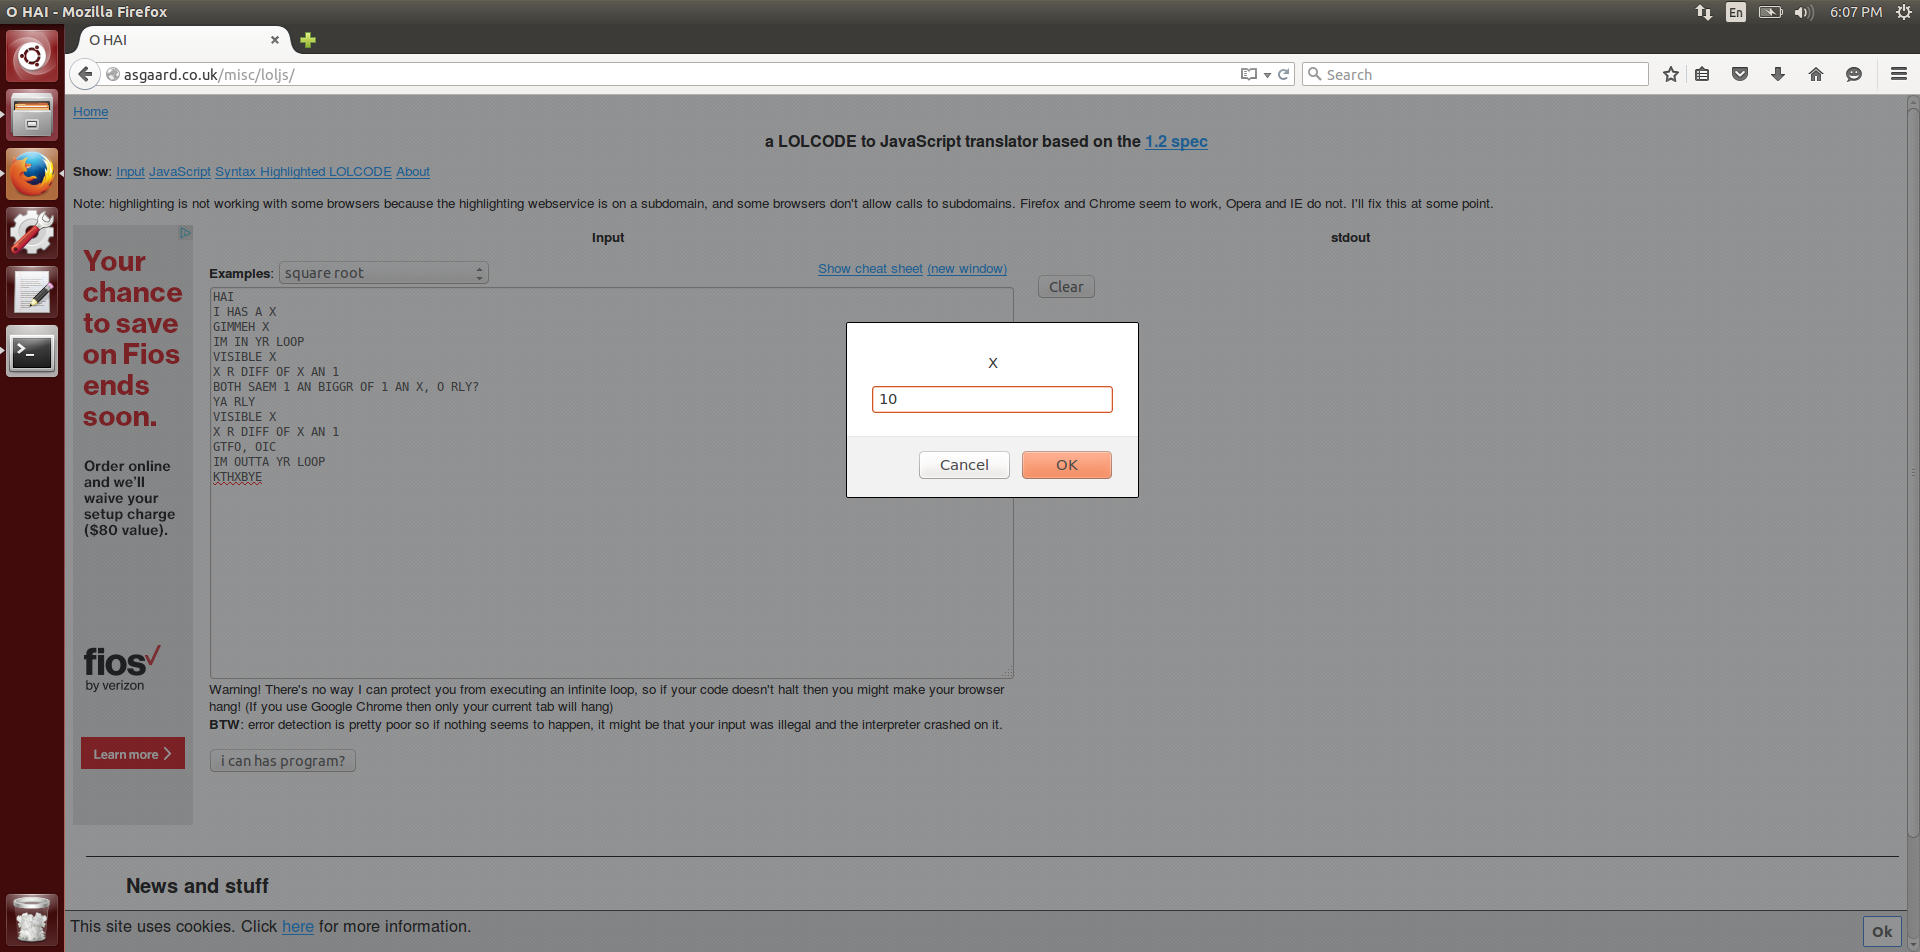 O HAI - Mozilla Firefox
En
6:07 PM
O HAI
asgaard.co.uk/misc/loljs/
Search
Home
a LOLCODE to JavaScript translator based on the 1.2 spec
Show: Input JavaScript Syntax Highlighted LOLCODE About
Note: highlighting is not working with some browsers because the highlighting webservice is on a subdomain, and some browsers don't allow calls to subdomains. Firefox and Chrome seem to work, Opera and IE do not. I'll fix this at some point.
Your
chance
to save
on Fios
ends
soon.
Order online
and we'll
waive your
setup charge
($80 value).
fios
by verizon
Learn more
Input
Examples: square root
Show cheat sheet (new window)
HAI
I HAS A X
GIMMEH X
IM IN YR LOOP
VISIBLE X
X R DIFF OF X AN 1
BOTH SAEM 1 AN BIGGR OF 1 AN X, O RLY?
YA RLY
VISIBLE X
X R DIFF OF X AN 1
GTFO, OIC
IM OUTTA YR LOOP
KTHXBYE
Warning! There's no way I can protect you from executing an infinite loop, so if your code doesn't halt then you might make your browser
hang! (If you use Google Chrome then only your current tab will hang)
BTW: error detection is pretty poor so if nothing seems to happen, it might be that your input was illegal and the interpreter crashed on it.
i can has program?
stdout
Clear
X
10
Cancel
OK
News and stuff
This site uses cookies. Click here for more information.
Ok